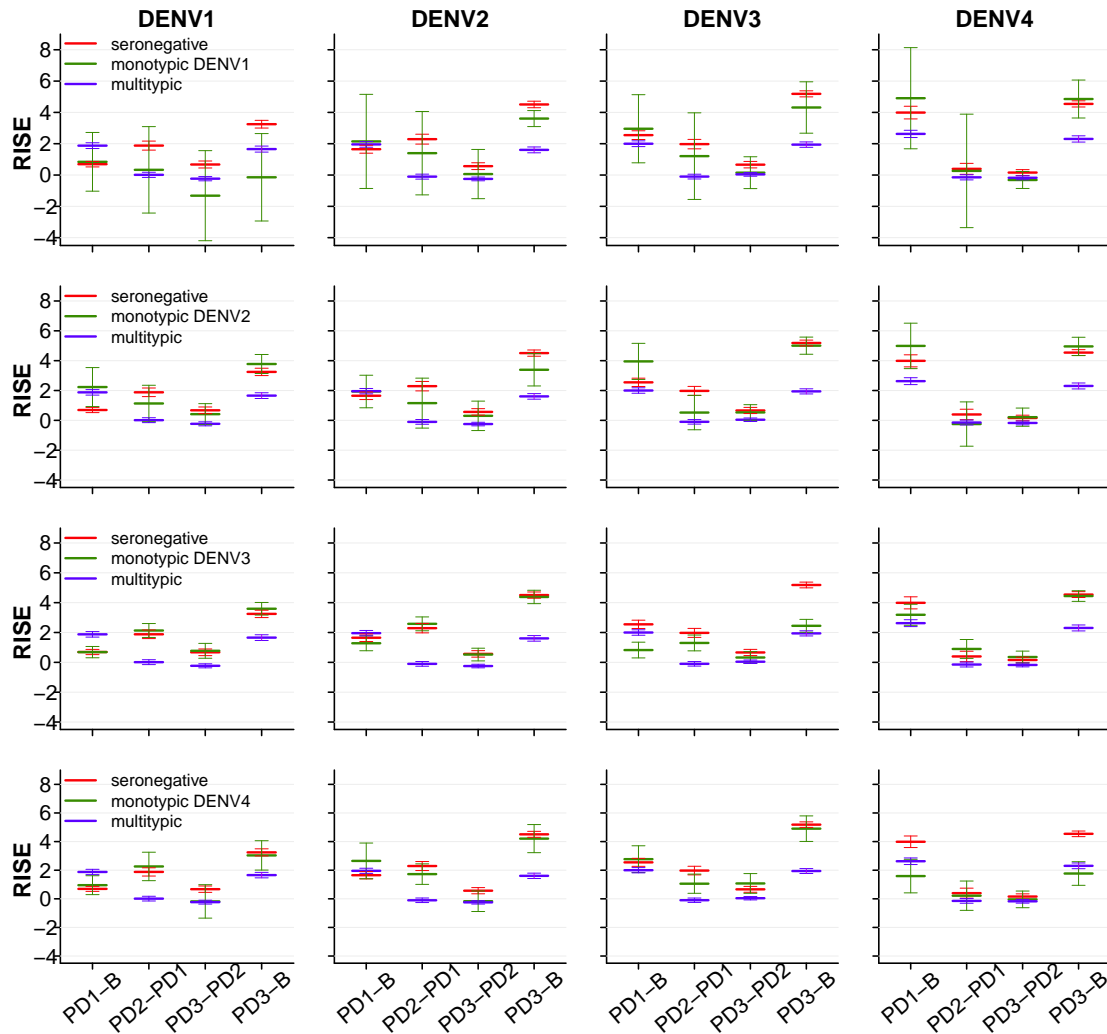 DENV1 DENV2 DENV3 DENV4
seronegative
monotypic DENV1
multitypic
RISE
8
6
4
2
0
−2
−4
seronegative
monotypic DENV2
multitypic
RISE
8
6
4
2
0
−2
−4
seronegative
monotypic DENV3
multitypic
RISE
8
6
4
2
0
−2
−4
seronegative
monotypic DENV4
multitypic
RISE
8
6
4
2
0
−2
−4
PD1−B PD2−PD1 PD3−PD2 PD3−B PD1−B PD2−PD1 PD3−PD2 PD3−B PD1−B PD2−PD1 PD3−PD2 PD3−B PD1−B PD2−PD1 PD3−PD2 PD3−B